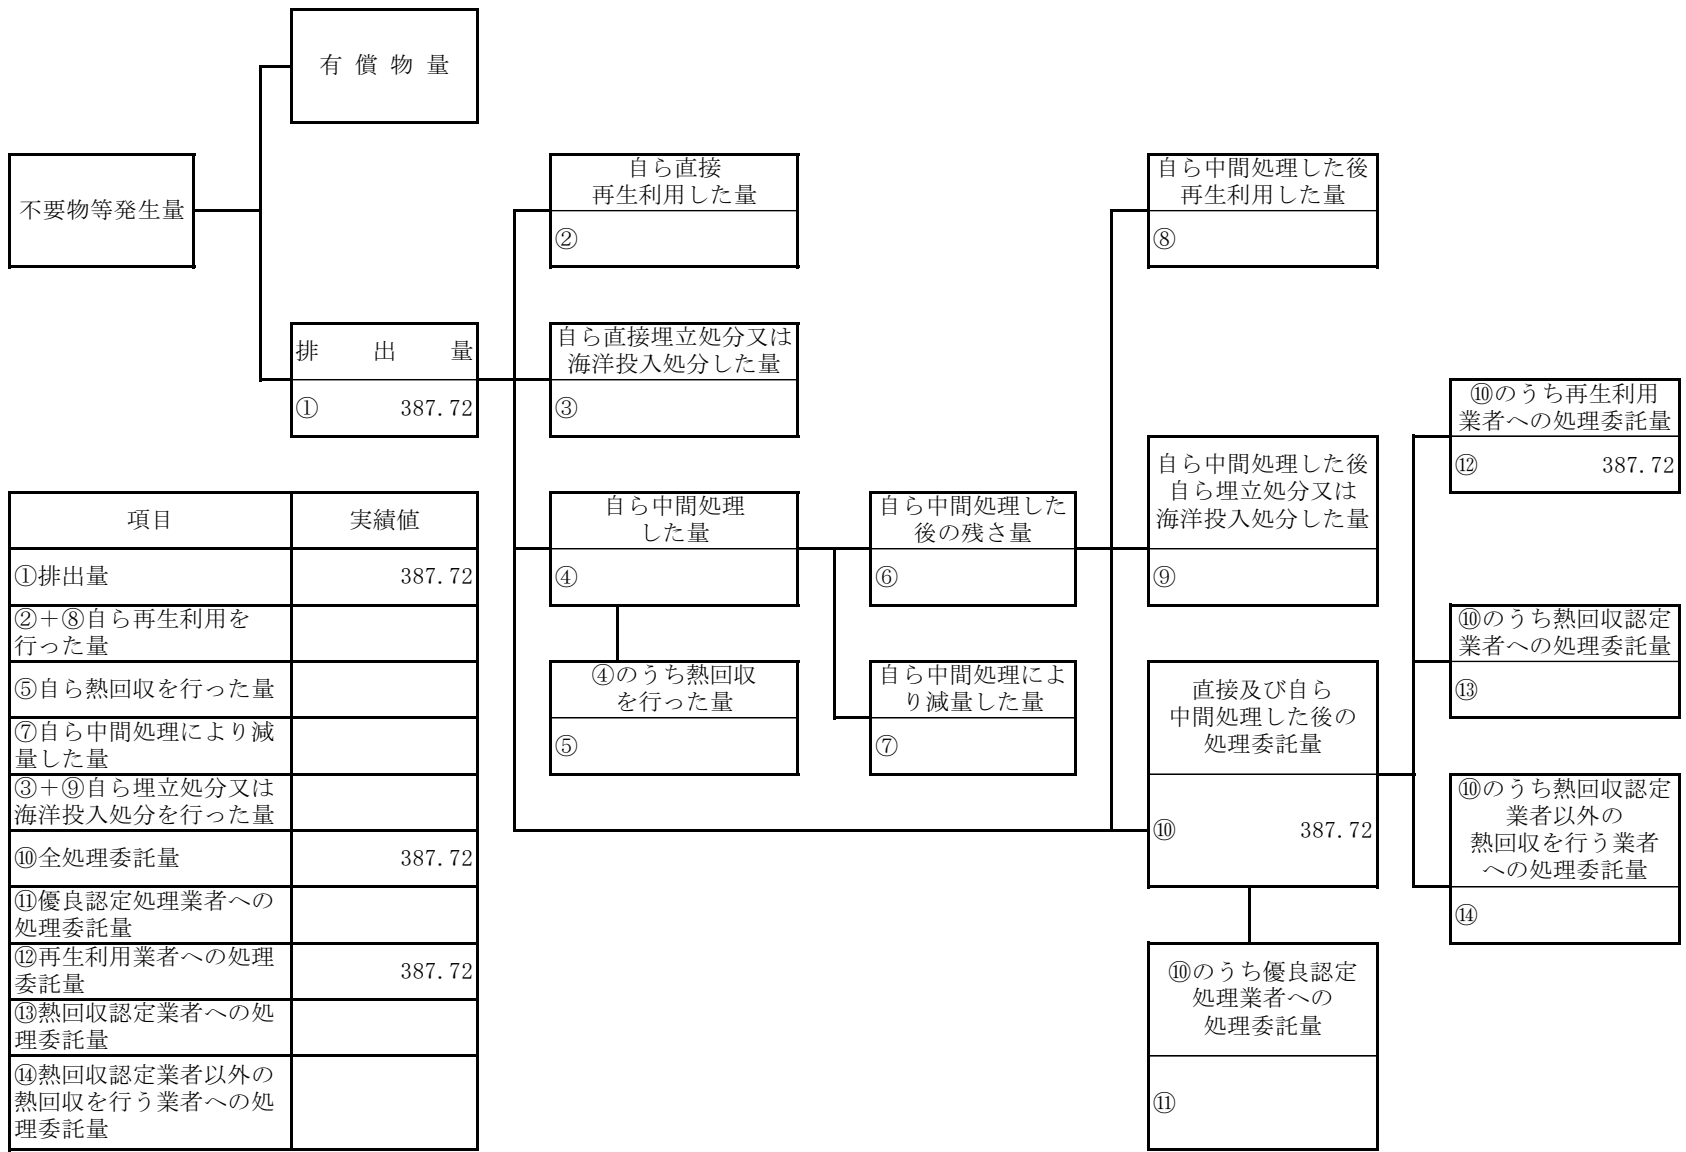 有償物量
不要物等発生量
自ら直接
再生利用した量
②
自ら中間処理した後
再生利用した量
⑧
排出量
① 387.72
自ら直接埋立処分又は
海洋投入処分した量
③
⑩のうち再生利用
業者への処理委託量
⑫ 387.72
自ら中間処理した後
自ら埋立処分又は
海洋投入処分した量
⑨
自ら中間処理
した量
④
自ら中間処理した
後の残さ量
⑥
⑩のうち熱回収認定
業者への処理委託量
⑬
④のうち熱回収
を行った量
⑤
自ら中間処理によ
り減量した量
⑦
直接及び自ら
中間処理した後の
処理委託量
⑩ 387.72
⑩のうち熱回収認定
業者以外の
熱回収を行う業者
への処理委託量
⑭
⑩のうち優良認定
処理業者への
処理委託量
⑪
項目 実績値
①排出量 387.72
②＋⑧自ら再生利用を
行った量
⑤自ら熱回収を行った量
⑦自ら中間処理により減
量した量
③＋⑨自ら埋立処分又は
海洋投入処分を行った量
⑩全処理委託量 387.72
⑪優良認定処理業者への
処理委託量
⑫再生利用業者への処理
委託量 387.72
⑬熱回収認定業者への処
理委託量
⑭熱回収認定業者以外の
熱回収を行う業者への処
理委託量